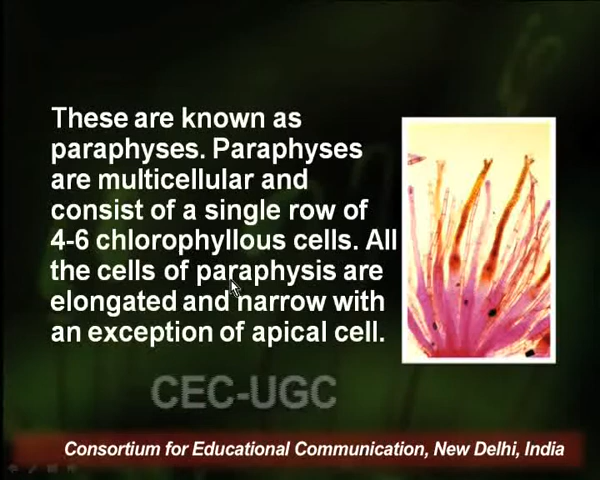 These are known as
paraphyses. Paraphyses
are multicellular and
consist of a single row of
4-6 chlorophyllous cells. All
the cells of paraphysis are
elongated and narrow with
an exception of apical cell.
CEC-UGC
Consortium for Educational Communication, New Delhi, India